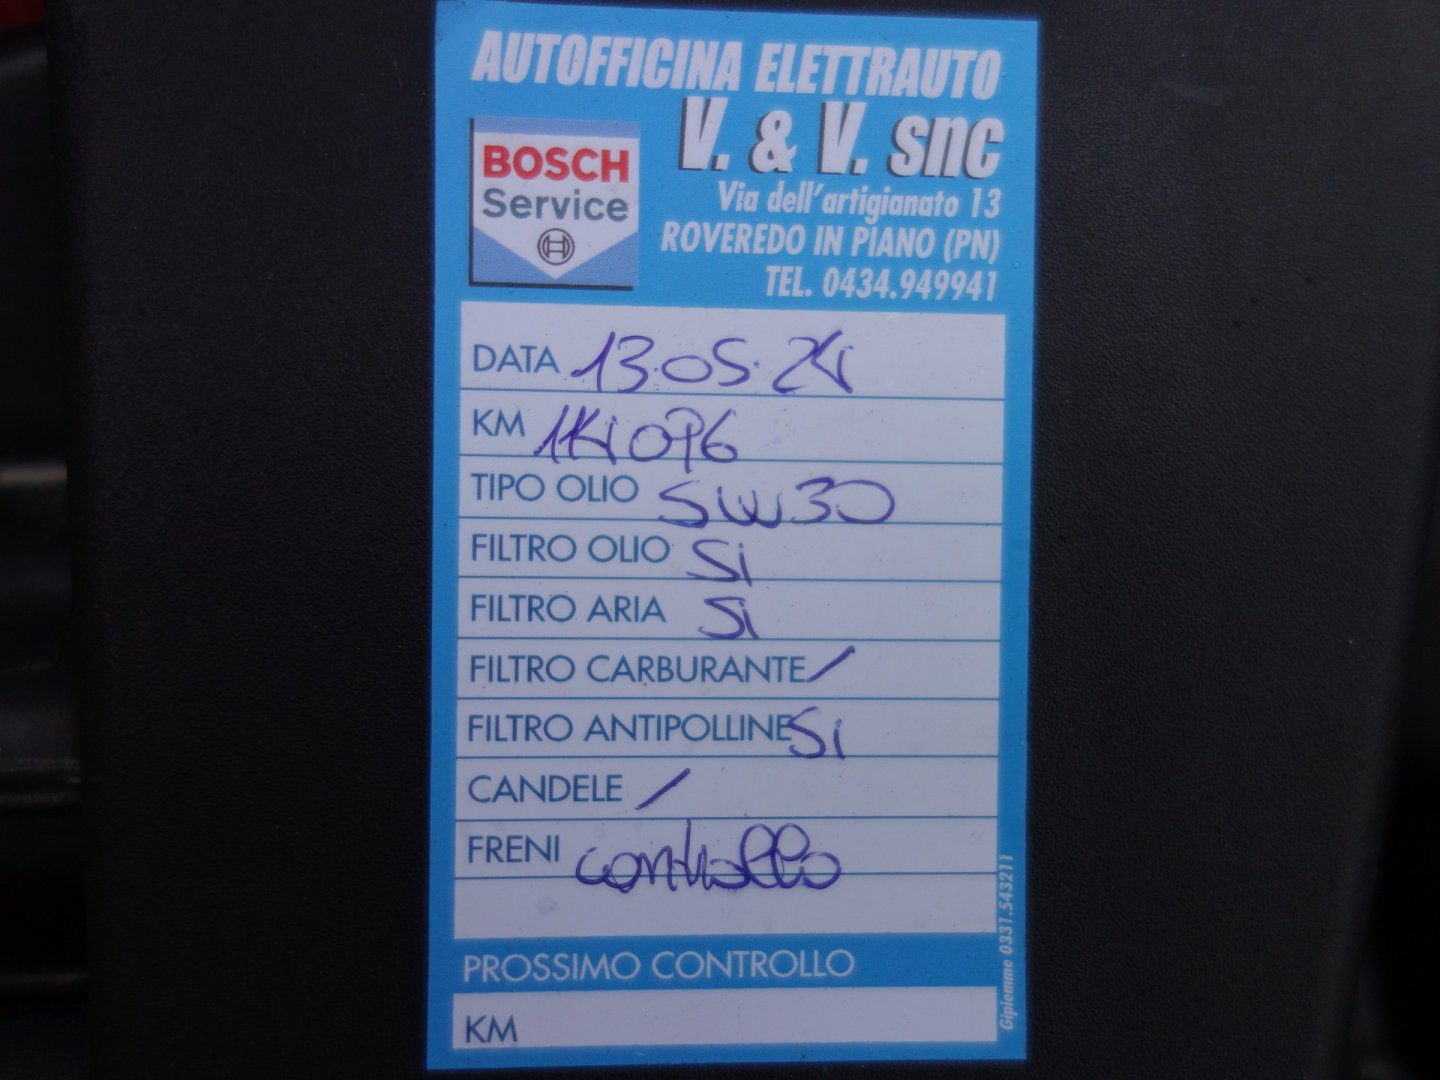 AUTOFFICINA ELETTRAUTO
V. & V. snc
BOSCH
Service
Via dell'artigianato 13
ROVEREDO IN PIANO (PN)
TEL. 0434.949941
DATA 13.05.24
KM
TIPO OLIO 5W30
FILTRO OLIO Si
FILTRO ARIA Si
FILTRO CARBURANTE /
FILTRO ANTIPOLLINE Si
CANDELE /
FRENI controllo
PROSSIMO CONTROLLO
KM
Gipiemme 0331.543211